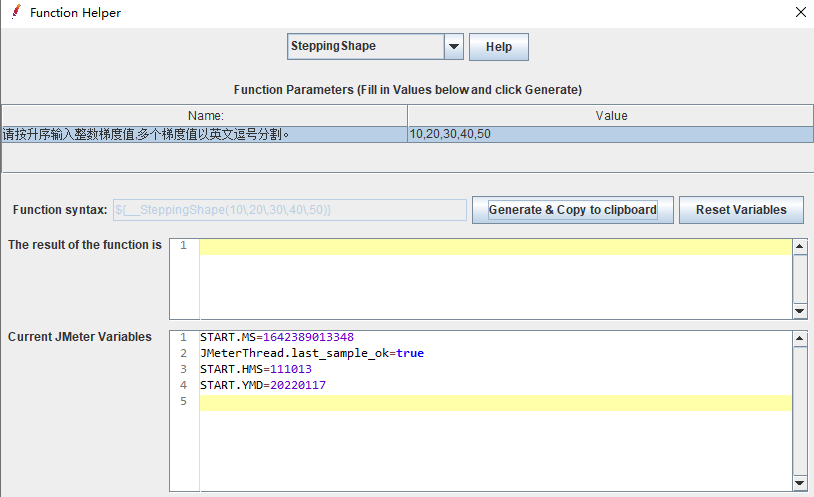 Function Helper
SteppingShape
Help
Function Parameters (Fill in Values below and click Generate)
Name:
Value
请按升序输入整数梯度值,多个梯度值以英文逗号分割。
10,20,30,40,50
Function syntax:
${__SteppingShape(10\,20\,30\,40\,50)}
Generate & Copy to clipboard
Reset Variables
The result of the function is
1
Current JMeter Variables
1 START.MS=1642389013348
2 JMeterThread.last_sample_ok=true
3 START.HMS=111013
4 START.YMD=20220117
5